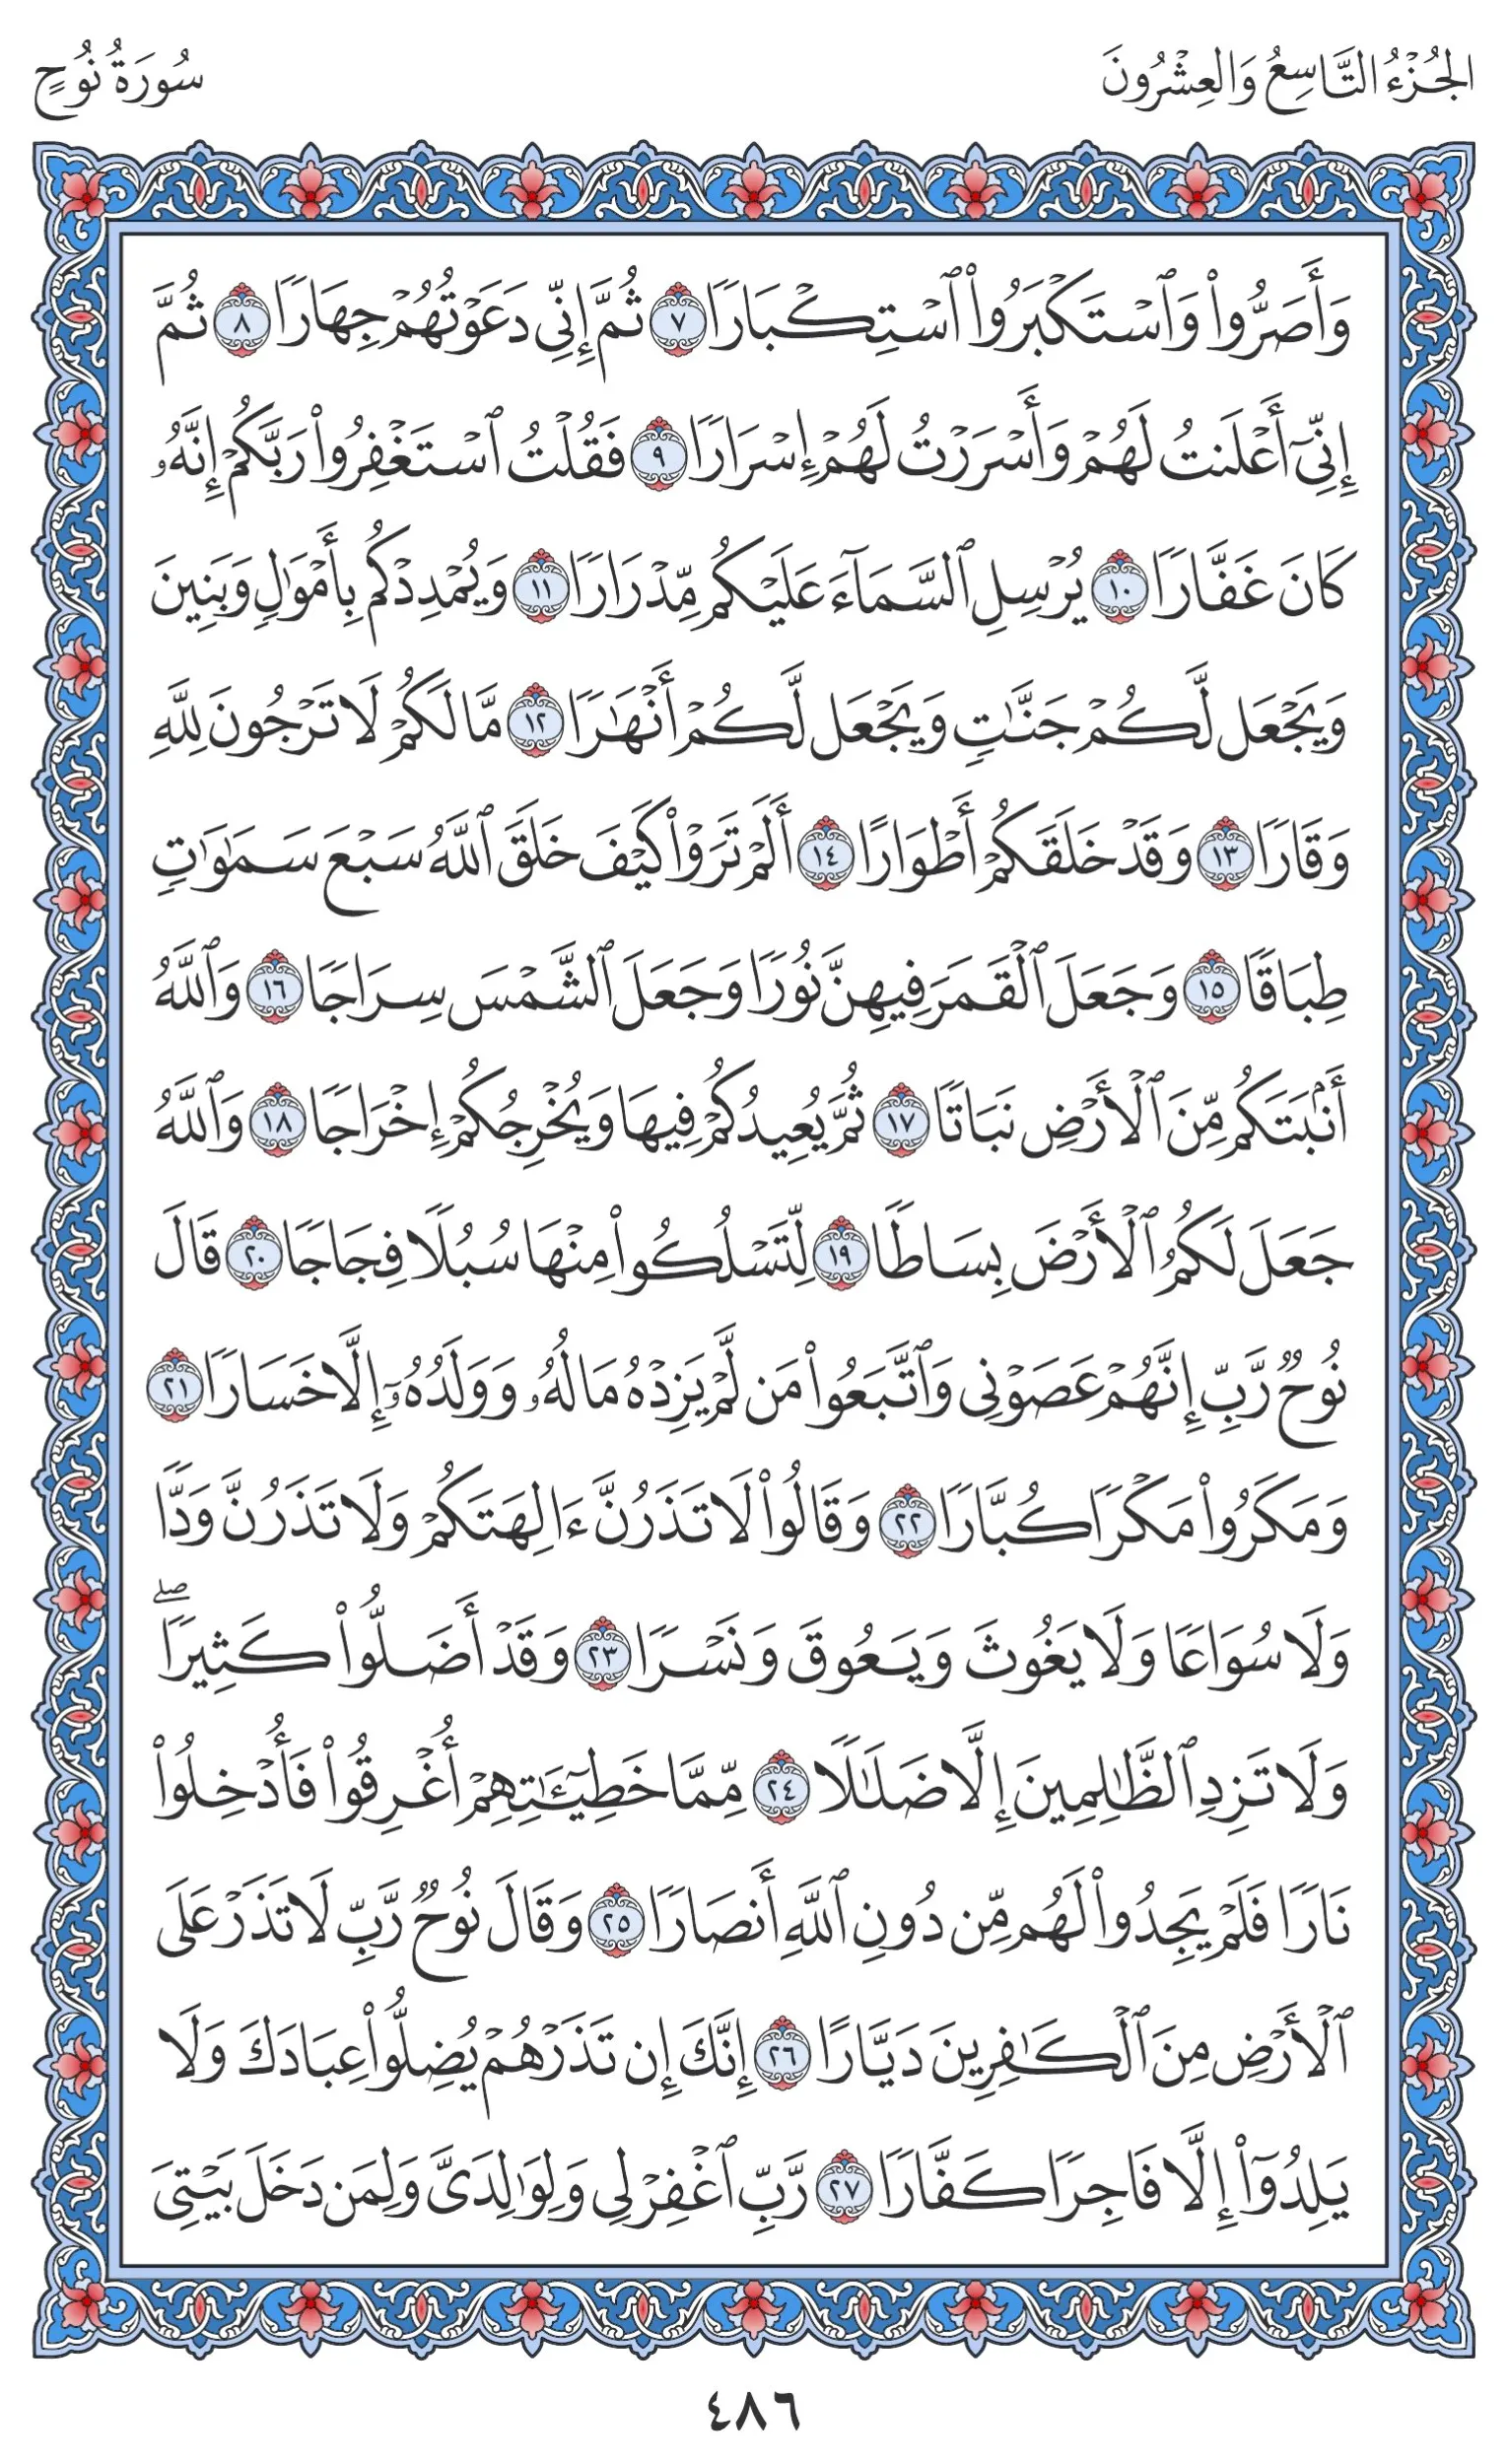 الجُزْءُ التَّاسِعُ وَالعِشْرُونَ
سُورَةُ نُوحٍ
وَأَصَرُّوا۟ وَٱسْتَكْبَرُوا۟ ٱسْتِكْبَارًا ٧ ثُمَّ إِنِّى دَعَوْتُهُمْ جِهَارًا ٨ ثُمَّ
إِنِّىٓ أَعْلَنتُ لَهُمْ وَأَسْرَرْتُ لَهُمْ إِسْرَارًا ٩ فَقُلْتُ ٱسْتَغْفِرُوا۟ رَبَّكُمْ إِنَّهُۥ
كَانَ غَفَّارًا ١٠ يُرْسِلِ ٱلسَّمَآءَ عَلَيْكُم مِّدْرَارًا ١١ وَيُمْدِدْكُم بِأَمْوَٰلٍ وَبَنِينَ
وَيَجْعَل لَّكُمْ جَنَّـٰتٍ وَيَجْعَل لَّكُمْ أَنْهَـٰرًا ١٢ مَّا لَكُمْ لَا تَرْجُونَ لِلَّهِ
وَقَارًا ١٣ وَقَدْ خَلَقَكُمْ أَطْوَارًا ١٤ أَلَمْ تَرَوْا۟ كَيْفَ خَلَقَ ٱللَّهُ سَبْعَ سَمَـٰوَٰتٍ
طِبَاقًا ١٥ وَجَعَلَ ٱلْقَمَرَ فِيهِنَّ نُورًا وَجَعَلَ ٱلشَّمْسَ سِرَاجًا ١٦ وَٱللَّهُ
أَنۢبَتَكُم مِّنَ ٱلْأَرْضِ نَبَاتًا ١٧ ثُمَّ يُعِيدُكُمْ فِيهَا وَيُخْرِجُكُمْ إِخْرَاجًا ١٨ وَٱللَّهُ
جَعَلَ لَكُمُ ٱلْأَرْضَ بِسَاطًا ١٩ لِّتَسْلُكُوا۟ مِنْهَا سُبُلًا فِجَاجًا ٢٠ قَالَ
نُوحٌ رَّبِّ إِنَّهُمْ عَصَوْنِى وَٱتَّبَعُوا۟ مَن لَّمْ يَزِدْهُ مَالُهُۥ وَوَلَدُهُۥٓ إِلَّا خَسَارًا ٢١
وَمَكَرُوا۟ مَكْرًا كُبَّارًا ٢٢ وَقَالُوا۟ لَا تَذَرُنَّ ءَالِهَتَكُمْ وَلَا تَذَرُنَّ وَدًّا
وَلَا سُوَاعًا وَلَا يَغُوثَ وَيَعُوقَ وَنَسْرًا ٢٣ وَقَدْ أَضَلُّوا۟ كَثِيرًا ۖ
وَلَا تَزِدِ ٱلظَّـٰلِمِينَ إِلَّا ضَلَـٰلًا ٢٤ مِّمَّا خَطِيٓـَٔـٰتِهِمْ أُغْرِقُوا۟ فَأُدْخِلُوا۟
نَارًا فَلَمْ يَجِدُوا۟ لَهُم مِّن دُونِ ٱللَّهِ أَنصَارًا ٢٥ وَقَالَ نُوحٌ رَّبِّ لَا تَذَرْ عَلَى
ٱلْأَرْضِ مِنَ ٱلْكَـٰفِرِينَ دَيَّارًا ٢٦ إِنَّكَ إِن تَذَرْهُمْ يُضِلُّوا۟ عِبَادَكَ وَلَا
يَلِدُوٓا۟ إِلَّا فَاجِرًا كَفَّارًا ٢٧ رَّبِّ ٱغْفِرْ لِى وَلِوَٰلِدَىَّ وَلِمَن دَخَلَ بَيْتِىَ
٤٨٦